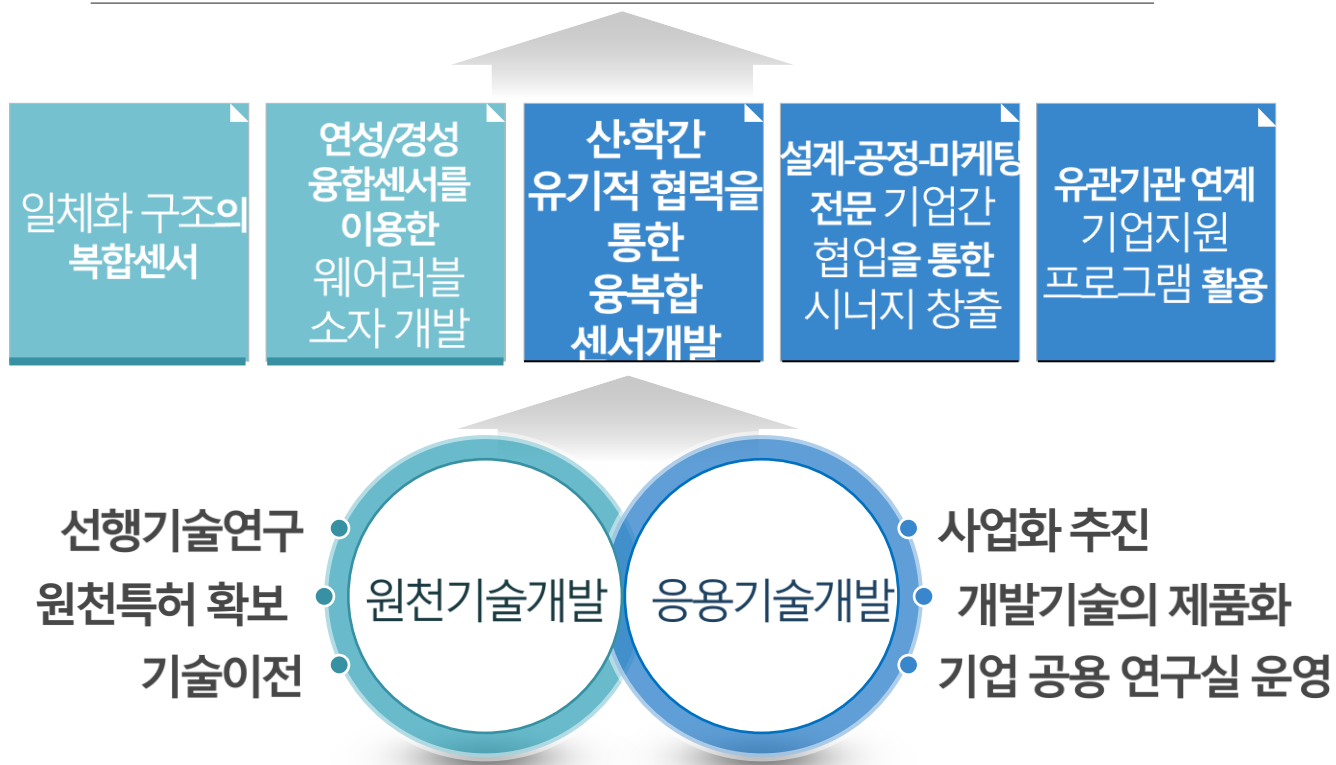 일체화 구조의
복합센서
연성/경성
융합센서를
이용한
웨어러블
소자 개발
산·학간
유기적 협력을
통한
융복합
센서개발
설계-공정-마케팅
전문 기업간
협업을 통한
시너지 창출
유관기관 연계
기업지원
프로그램 활용
선행기술연구
원천특허 확보
기술이전
원천기술개발
응용기술개발
사업화 추진
개발기술의 제품화
기업 공용 연구실 운영